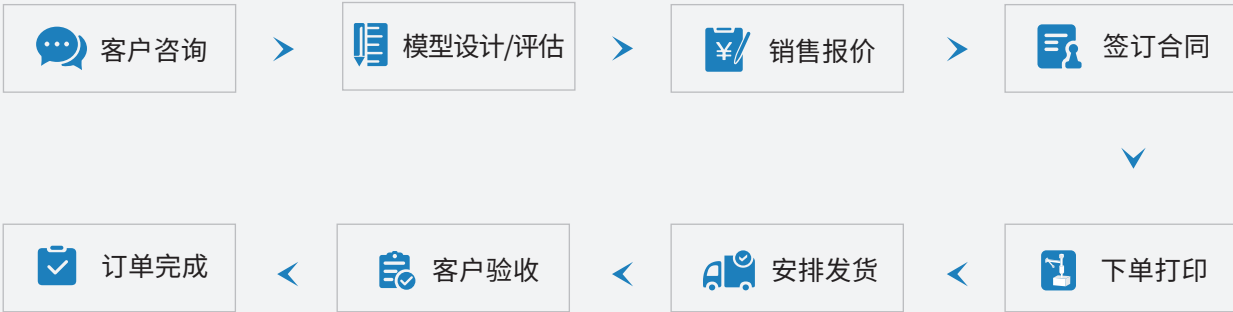 客户咨询
模型设计/评估
销售报价
签订合同
下单打印
安排发货
客户验收
订单完成